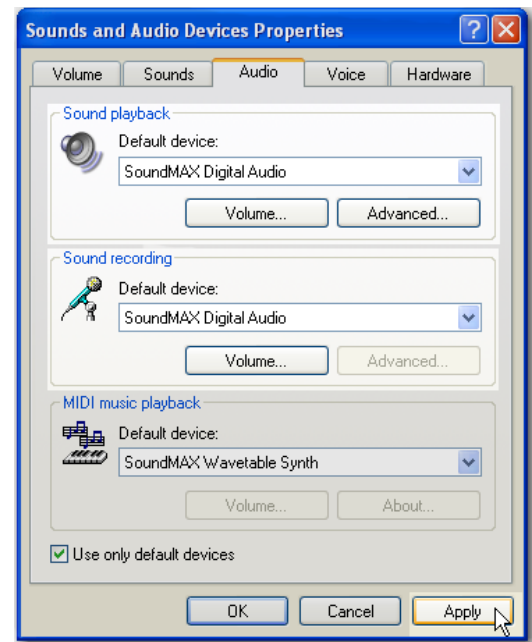 Sounds and Audio Devices Properties
Volume Sounds Audio Voice Hardware
Sound playback
Default device:
SoundMAX Digital Audio
Volume... Advanced...
Sound recording
Default device:
SoundMAX Digital Audio
Volume... Advanced...
MIDI music playback
Default device:
SoundMAX Wavetable Synth
Volume... About...
Use only default devices
OK Cancel Apply